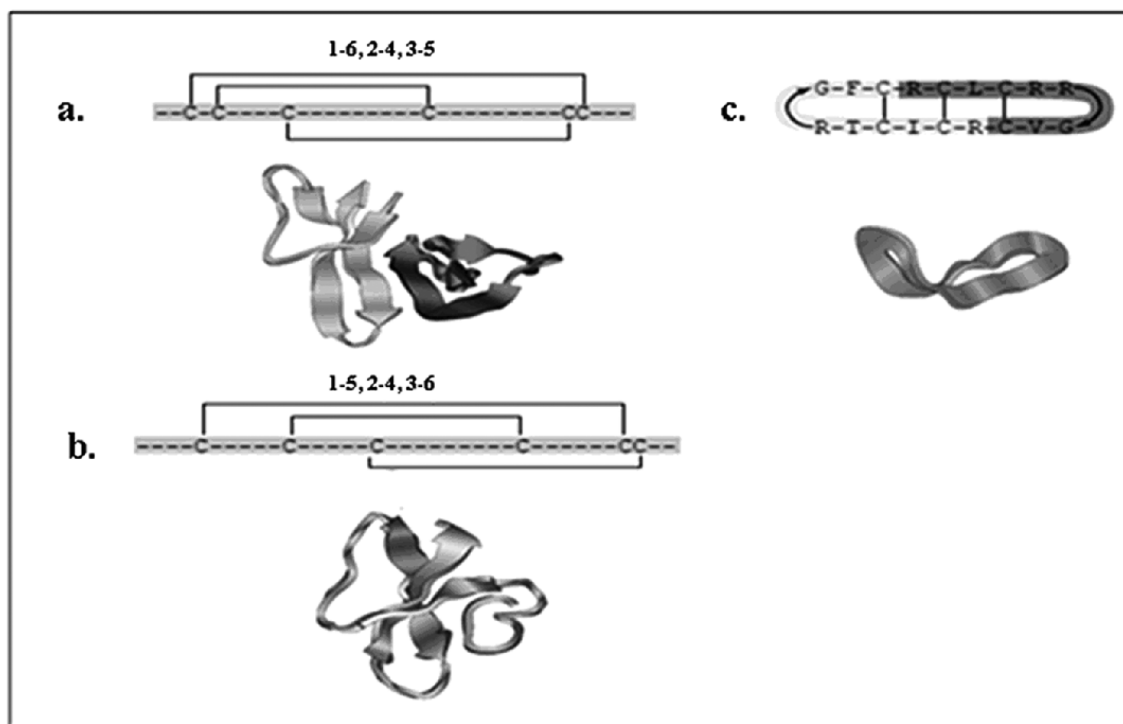 1-6, 2-4, 3-5
a.
--C-C----C---------C---------CC---
c.
G-F-C-R-C-L-C-R-R
R-T-C-I-C-R-C-V-G
1-5, 2-4, 3-6
b.
----C-----C-----C---------C------CC--